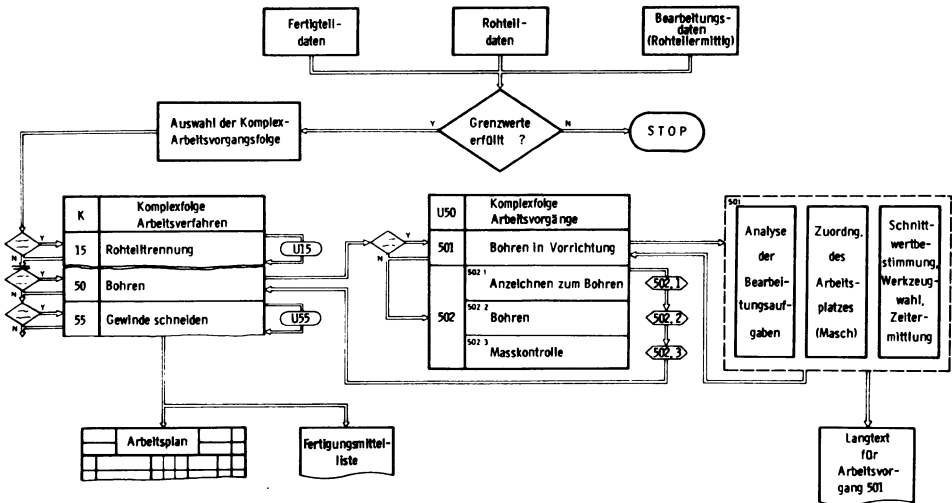 Fertigteil-
daten
Rohteil-
daten
Bearbeitungs-
daten
(Rohteilermittig)
Auswahl der Komplex-
Arbeitsvorgangsfolge
Y
Grenzwerte
erfüllt ?
N
STOP
K
Komplexfolge
Arbeitsverfahren
Y
N
15
Rohteiltrennung
U15
Y
N
50
Bohren
Y
N
55
Gewinde schneiden
U55
U50
Komplexfolge
Arbeitsvorgänge
Y
N
501
Bohren in Vorrichtung
502
502 1
Anzeichnen zum Bohren
502 2
Bohren
502 3
Masskontrolle
502.1
502.2
502.3
501
Analyse
der
Bearbei-
tungsauf-
gaben
Zuordng.
des
Arbeits-
platzes
(Masch)
Schnitt-
wertbe-
stimmung,
Werkzeug-
wahl,
Zeiter-
mittlung
Arbeitsplan
Fertigungsmittel-
liste
Langtext
für
Arbeitsvor-
gang 501